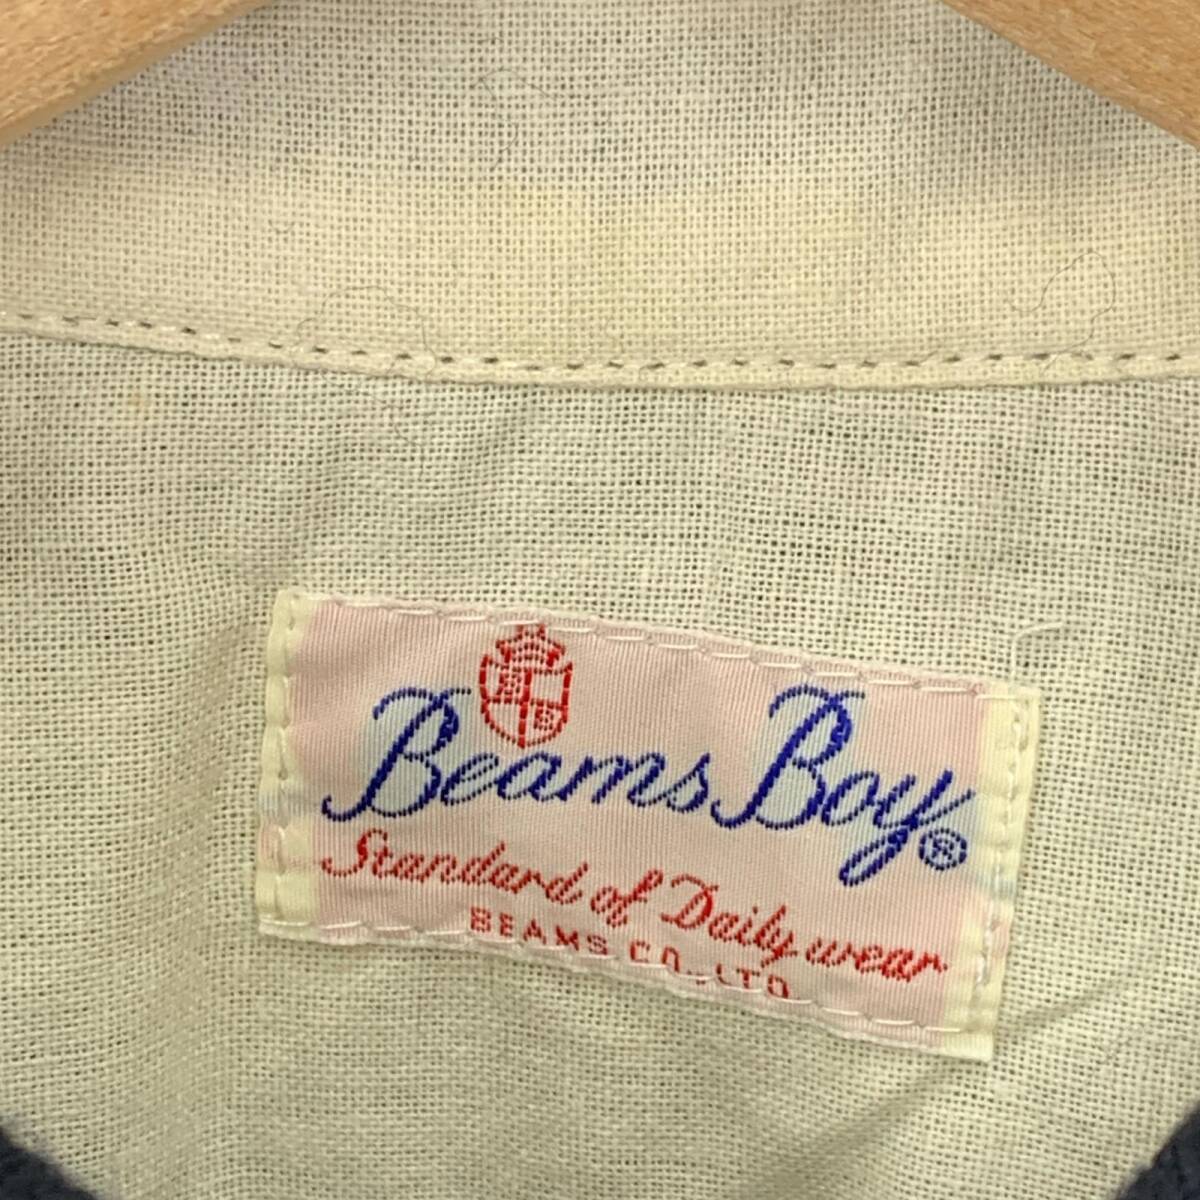 Beams Boy®
Standard of Daily wear
BEAMS CO., LTD